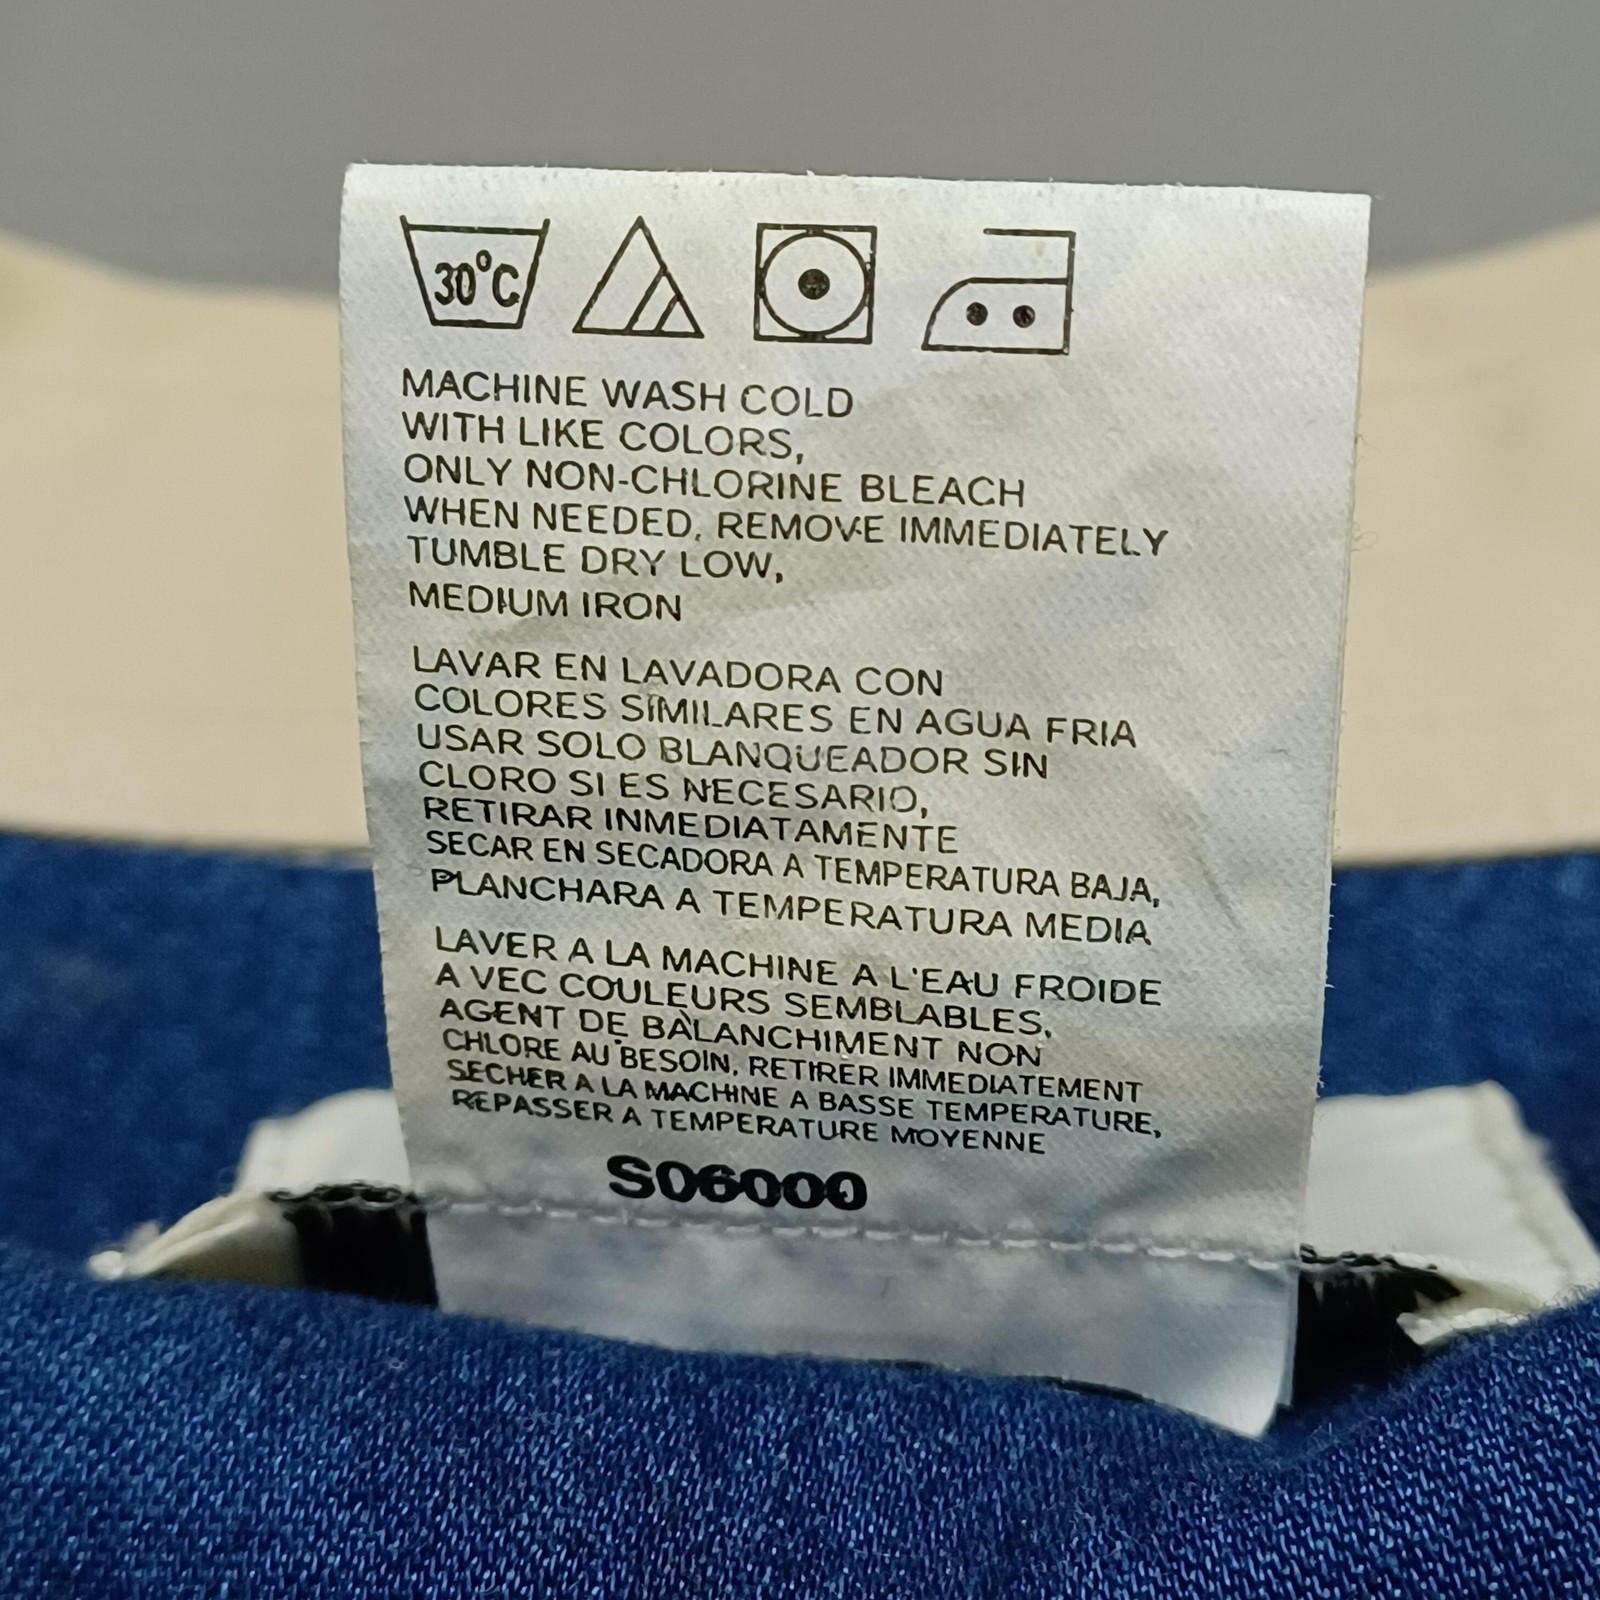 30°C
MACHINE WASH COLD
WITH LIKE COLORS,
ONLY NON-CHLORINE BLEACH
WHEN NEEDED, REMOVE IMMEDIATELY
TUMBLE DRY LOW,
MEDIUM IRON
LAVAR EN LAVADORA CON
COLORES SIMILARES EN AGUA FRIA
USAR SOLO BLANQUEADOR SIN
CLORO SI ES NECESARIO,
RETIRAR INMEDIATAMENTE
SECAR EN SECADORA A TEMPERATURA BAJA,
PLANCHARA A TEMPERATURA MEDIA
LAVER A LA MACHINE A L'EAU FROIDE
A VEC COULEURS SEMBLABLES,
AGENT DE BALANCHIMENT NON
CHLORE AU BESOIN, RETIRER IMMEDIATEMENT
SECHER A LA MACHINE A BASSE TEMPERATURE,
REPASSER A TEMPERATURE MOYENNE
S06000